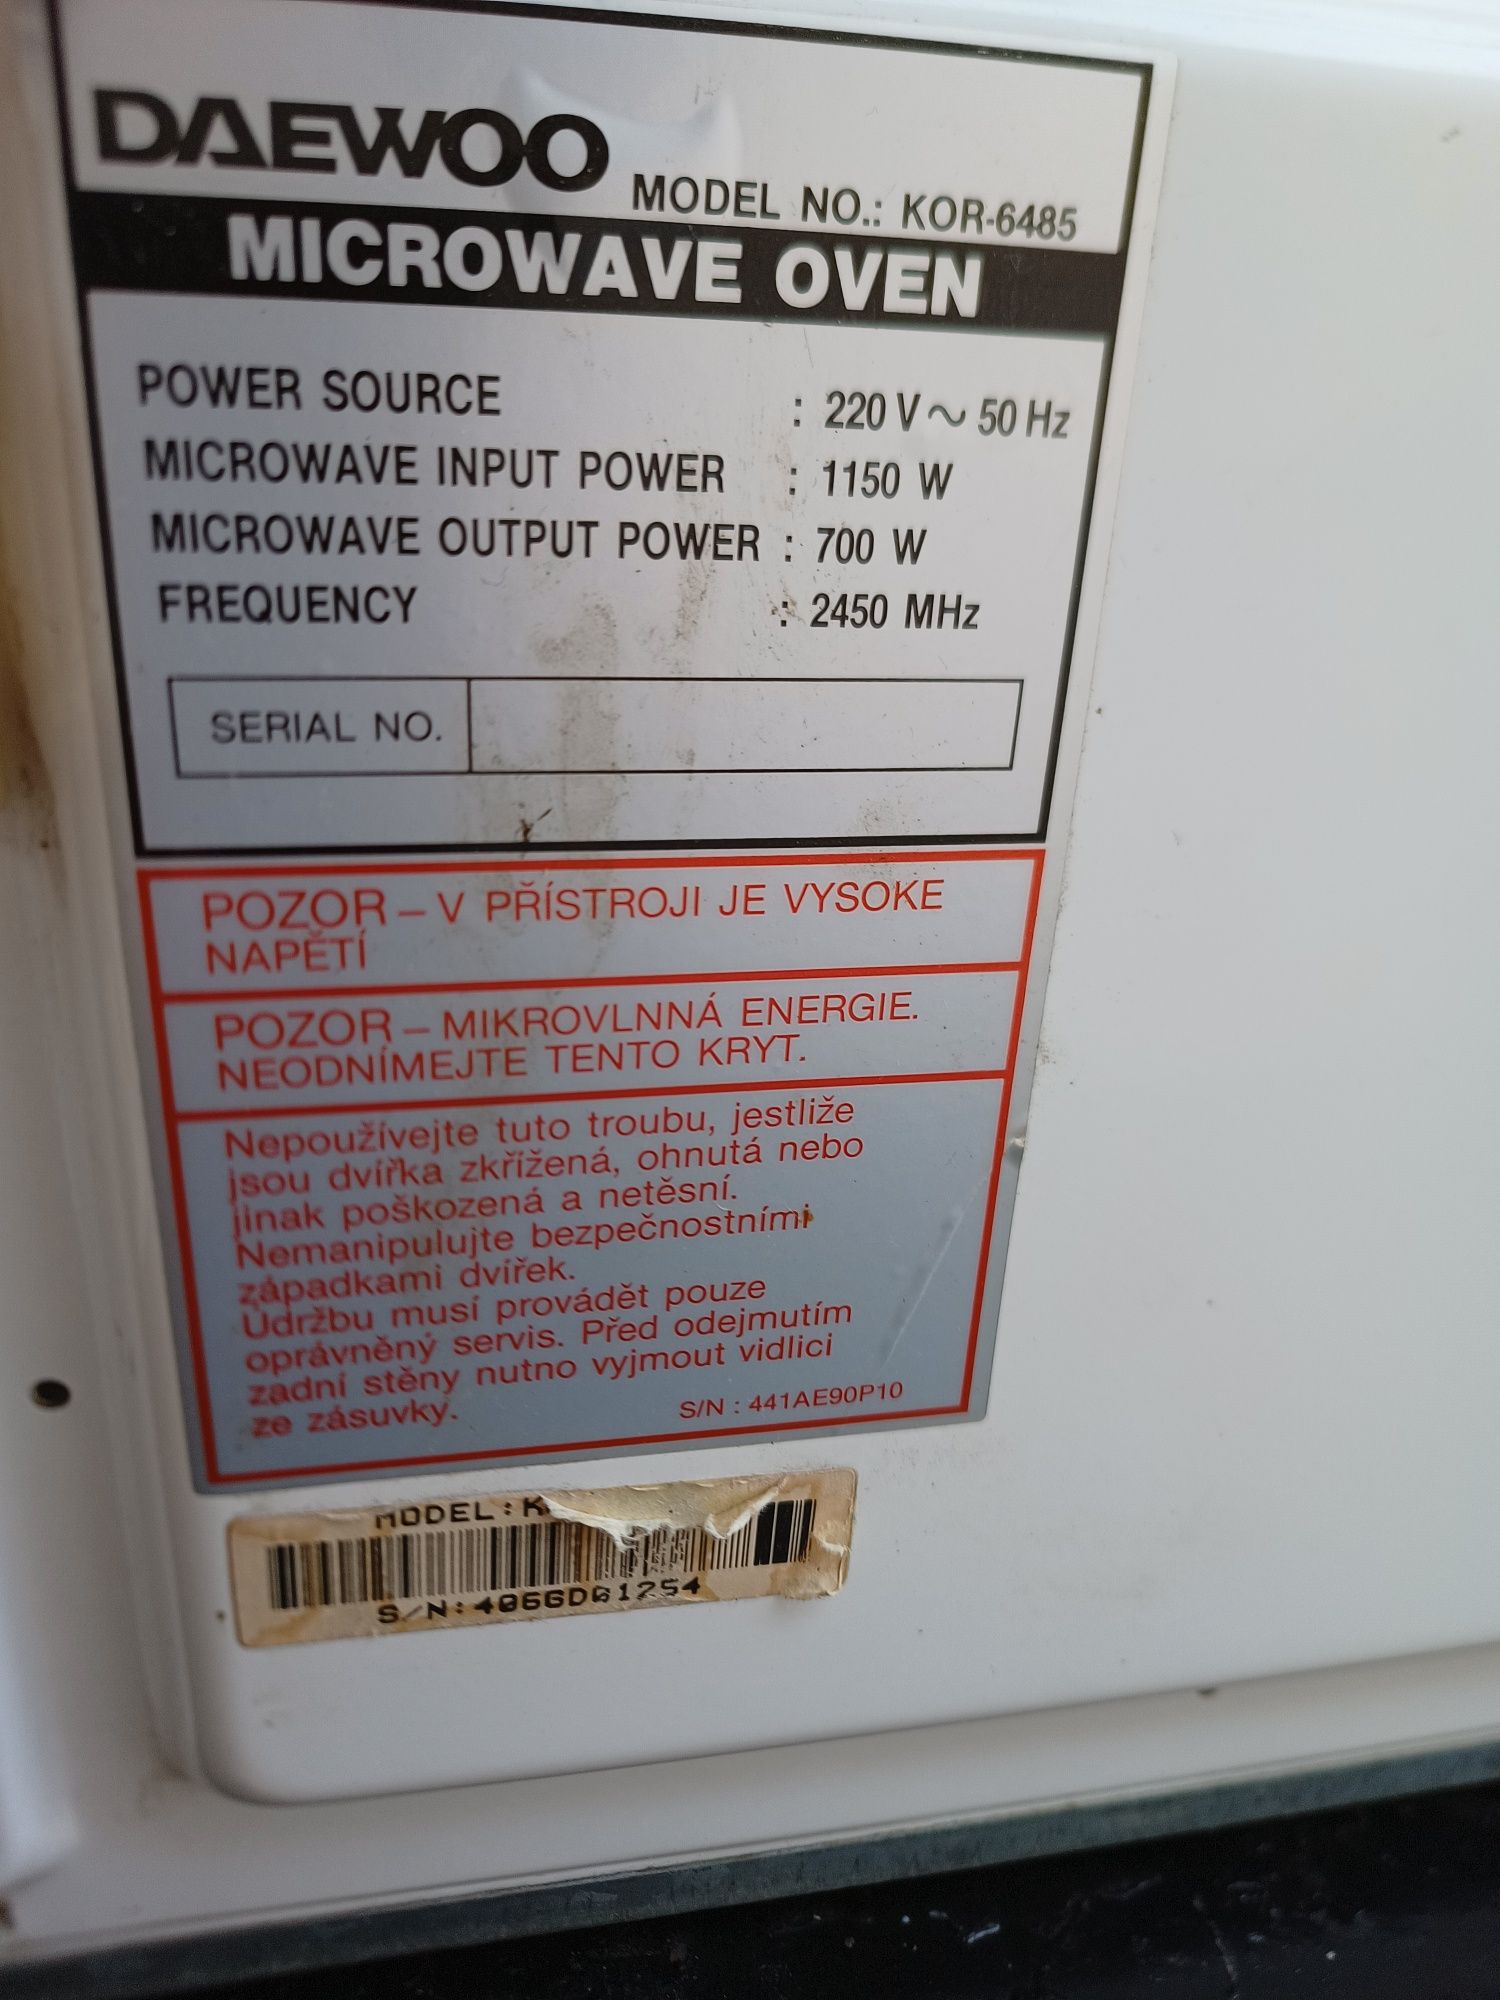 DAEWOO MODEL NO.: KOR-6485
MICROWAVE OVEN
POWER SOURCE : 220 V ~ 50 Hz
MICROWAVE INPUT POWER : 1150 W
MICROWAVE OUTPUT POWER : 700 W
FREQUENCY : 2450 MHz
SERIAL NO.
POZOR – V PŘÍSTROJI JE VYSOKE
NAPĚTÍ
POZOR – MIKROVLNNÁ ENERGIE.
NEODNÍMEJTE TENTO KRYT.
Nepoužívejte tuto troubu, jestliže
jsou dvířka zkřížená, ohnutá nebo
jinak poškozená a netěsní.
Nemanipulujte bezpečnostními
západkami dvířek.
Údržbu musí provádět pouze
oprávněný servis. Před odejmutím
zadní stěny nutno vyjmout vidlici
ze zásuvky.
S/N : 441AE90P10
MODEL:
S/N: